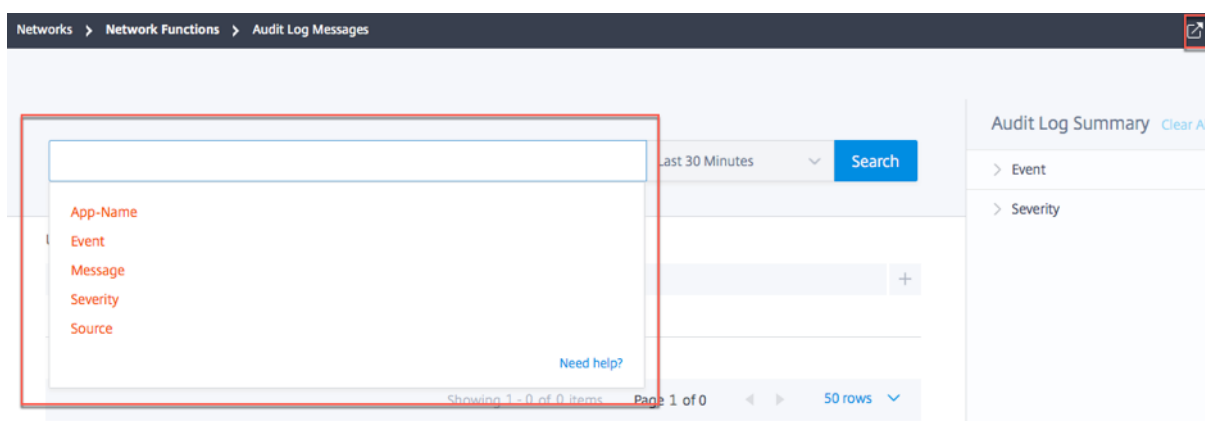 Networks > Network Functions > Audit Log Messages
Audit Log Summary Clear A
Last 30 Minutes Search
> Event
> Severity
App-Name
Event
Message
Severity
Source
+
Need help?
Showing 1 - 0 of 0 items Page 1 of 0 50 rows